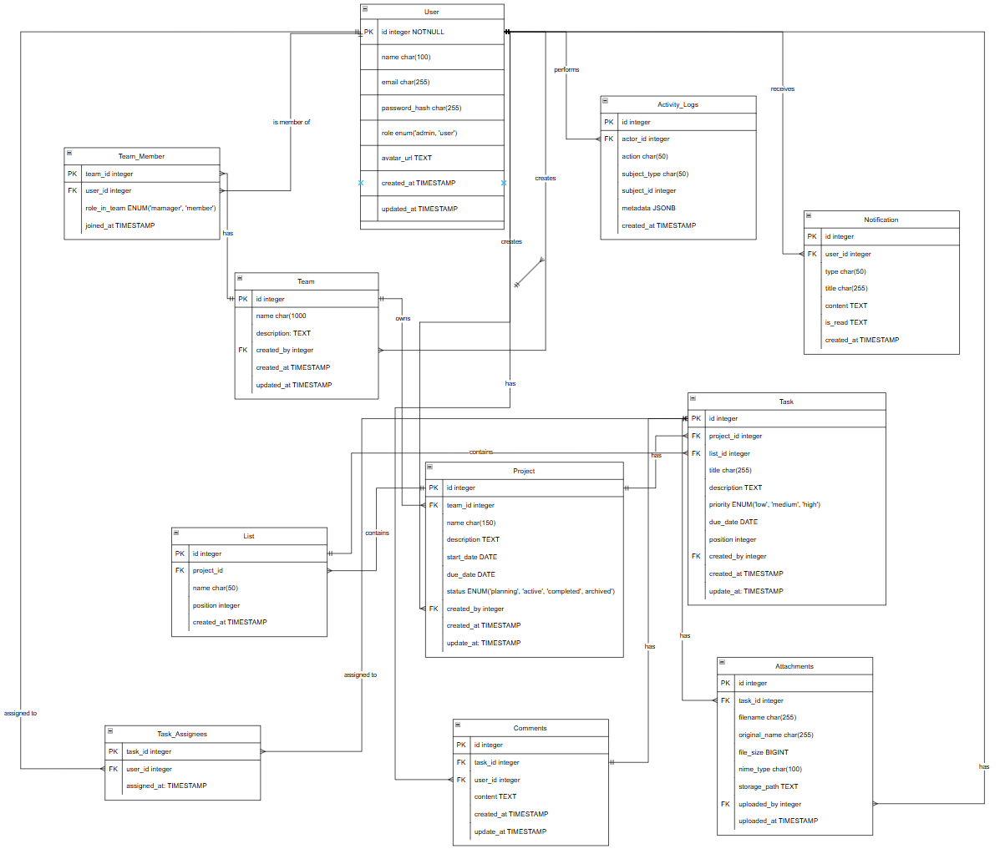 User
PK id integer NOTNULL
name char(100)
email char(255)
password_hash char(255)
role enum('admin, 'user')
avatar_url TEXT
created_at TIMESTAMP
updated_at TIMESTAMP
performs
receives
is member of
creates
creates
Activity_Logs
PK id integer
FK actor_id integer
action char(50)
subject_type char(50)
subject_id integer
metadata JSONB
created_at TIMESTAMP
Team_Member
PK team_id integer
FK user_id integer
role_in_team ENUM('mamager', 'member')
joined_at TIMESTAMP
has
Notification
PK id integer
FK user_id integer
type char(50)
title char(255)
content TEXT
is_read TEXT
created_at TIMESTAMP
Team
PK id integer
name char(1000
description: TEXT
FK created_by integer
created_at TIMESTAMP
updated_at TIMESTAMP
owns
has
Task
PK id integer
FK project_id integer
FK list_id integer
title char(255)
description TEXT
priority ENUM('low', 'medium', 'high')
due_date DATE
position integer
FK created_by integer
created_at TIMESTAMP
update_at: TIMESTAMP
contains
has
Project
PK id integer
FK team_id integer
name char(150)
description TEXT
start_date DATE
due_date DATE
status ENUM('planning', 'active', 'completed', archived')
FK created_by integer
created_at TIMESTAMP
update_at: TIMESTAMP
contains
List
PK id integer
FK project_id
name char(50)
position integer
created_at TIMESTAMP
has
has
assigned to
assigned to
Attachments
PK id integer
FK task_id integer
filename char(255)
original_name char(255)
file_size BIGINT
nime_type char(100)
storage_path TEXT
FK uploaded_by integer
uploaded_at TIMESTAMP
has
Task_Assignees
PK task_id integer
FK user_id integer
assigned_at: TIMESTAMP
Comments
PK id integer
FK task_id integer
FK user_id integer
content TEXT
created_at TIMESTAMP
update_at TIMESTAMP